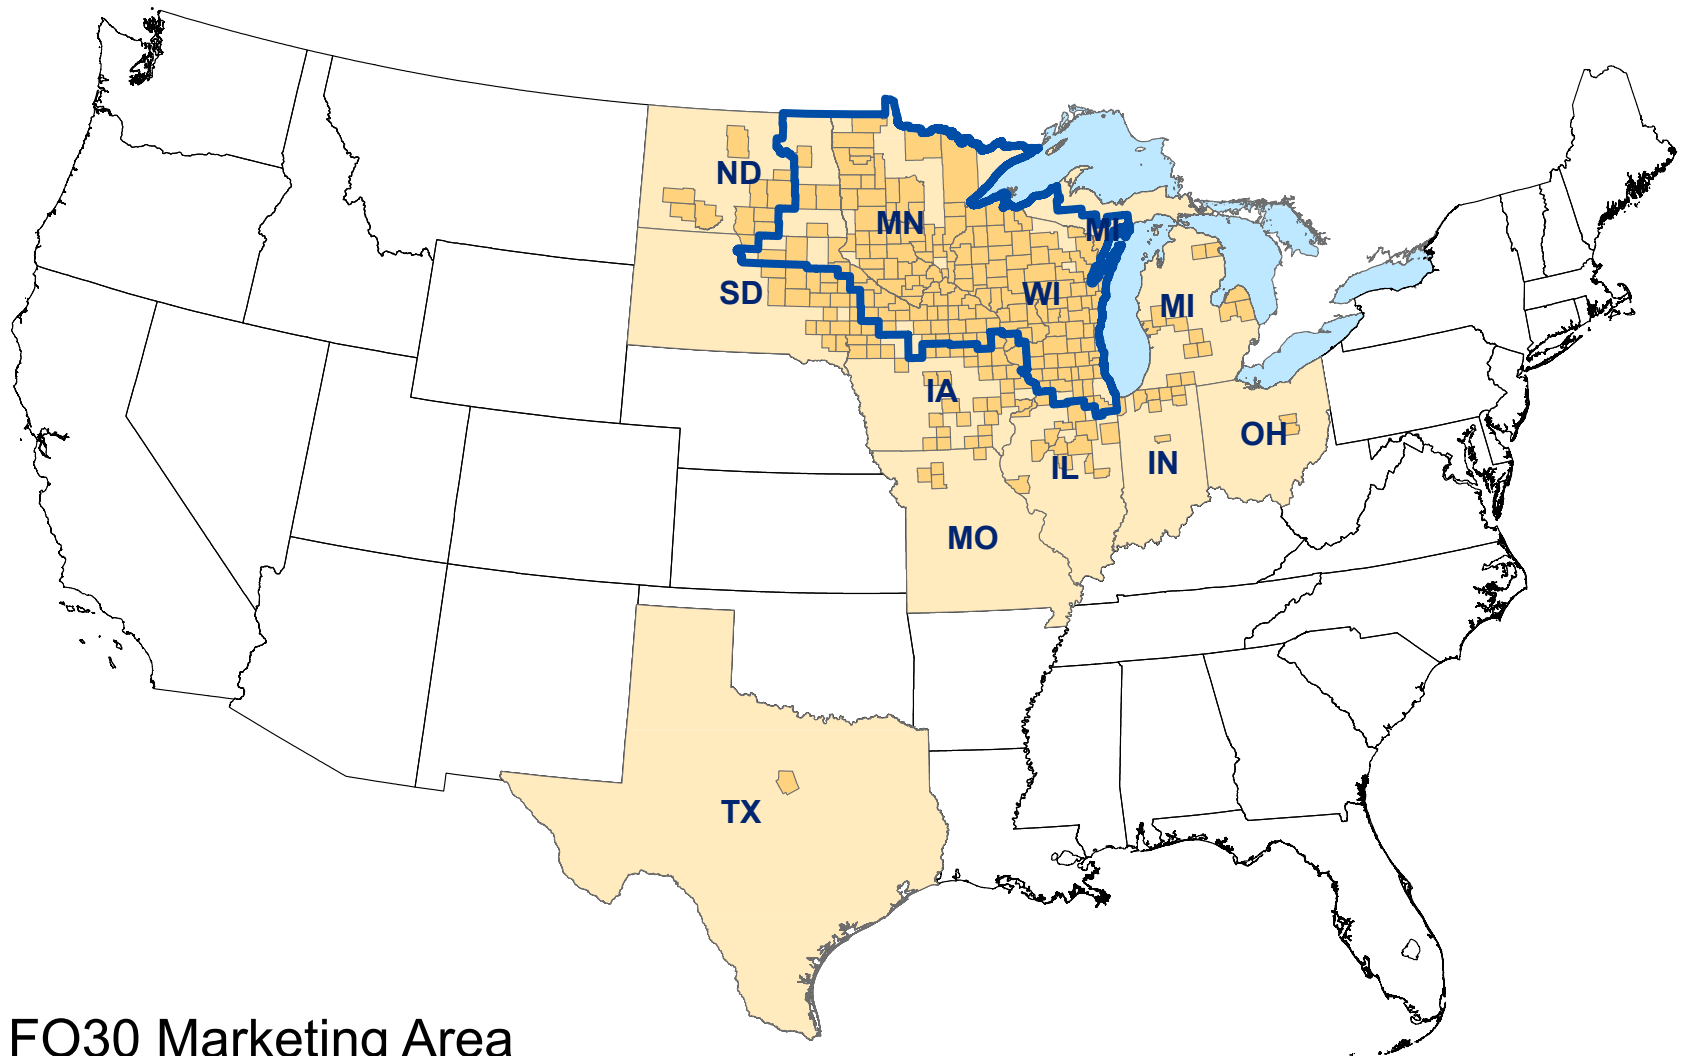 ND
MN
MI
SD
WI
MI
IA
OH
IL
IN
MO
TX
FO30 Marketing Area